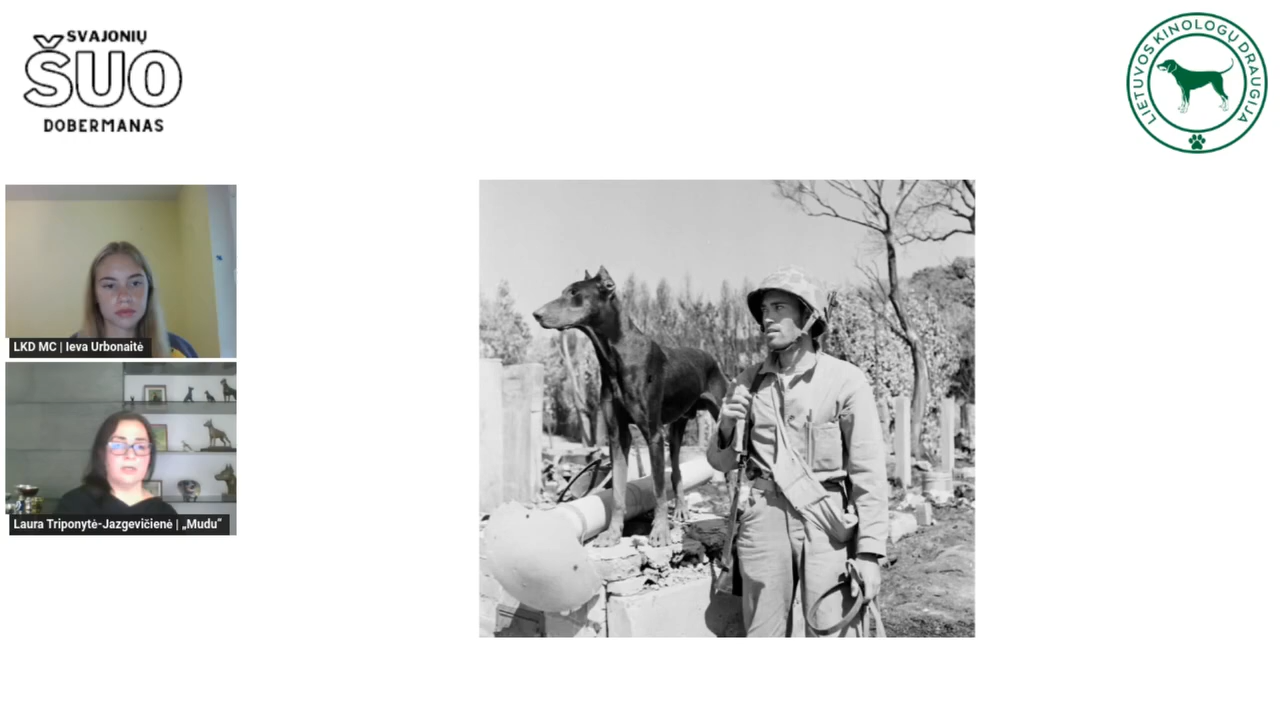 SVAJONIŲ
ŠUO
DOBERMANAS
LIETUVOS KINOLOGŲ DRAUGIJA
LKD MC | Ieva Urbonaitė
Laura Triponytė-Jazgevičienė | „Mudu“